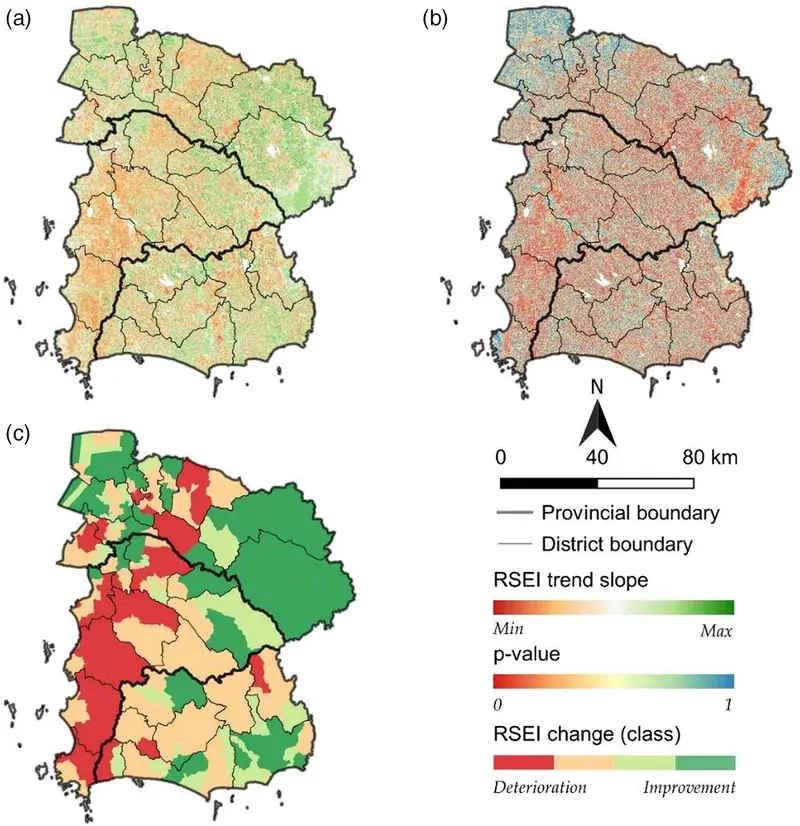 (a)
(b)
(c)
N
0 40 80 km
Provincial boundary
District boundary
RSEI trend slope
Min Max
p-value
0 1
RSEI change (class)
Deterioration Improvement